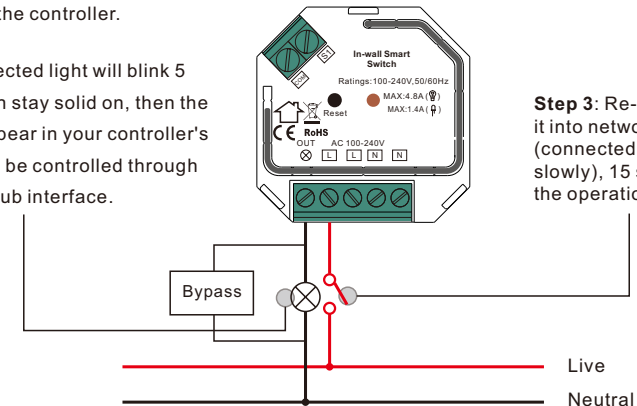 the controller.
ected light will blink 5
n stay solid on, then the
pear in your controller's
be controlled through
ub interface.
S1
COM
In-wall Smart
Switch
Ratings:100-240V,50/60Hz
MAX:4.8A( )
MAX:1.4A( )
Reset
CE RoHS
OUT AC 100-240V
L L N N
Step 3: Re-
it into netwo
(connected
slowly), 15 s
the operatio
Bypass
Live
Neutral